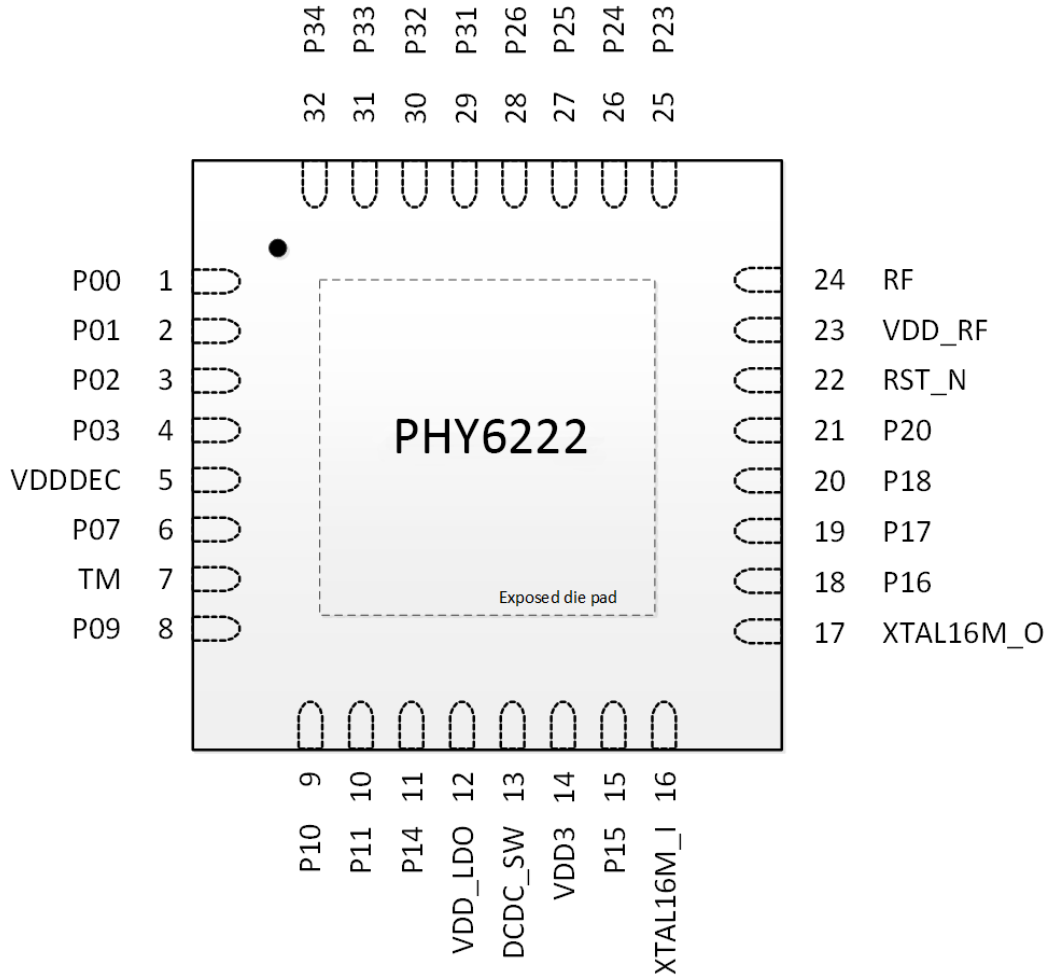 P34 P33 P32 P31 P26 P25 P24 P23
32 31 30 29 28 27 26 25
P00 1
P01 2
P02 3
P03 4
VDDDEC 5
P07 6
TM 7
P09 8
PHY6222
Exposed die pad
24 RF
23 VDD_RF
22 RST_N
21 P20
20 P18
19 P17
18 P16
17 XTAL16M_O
9 10 11 12 13 14 15 16
P10 P11 P14 VDD_LDO DCDC_SW VDD3 P15 XTAL16M_I